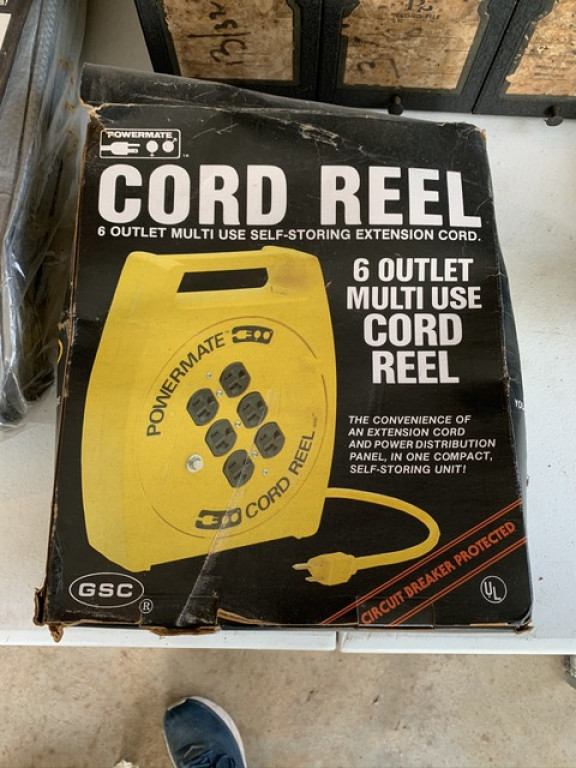 13/32
POWERMATE
CORD REEL
6 OUTLET MULTI USE SELF-STORING EXTENSION CORD.
6 OUTLET
MULTI USE
CORD
REEL
THE CONVENIENCE OF
AN EXTENSION CORD
AND POWER DISTRIBUTION
PANEL, IN ONE COMPACT,
SELF-STORING UNIT!
POWERMATE
CORD REEL
CIRCUIT BREAKER PROTECTED
GSC
®
UL